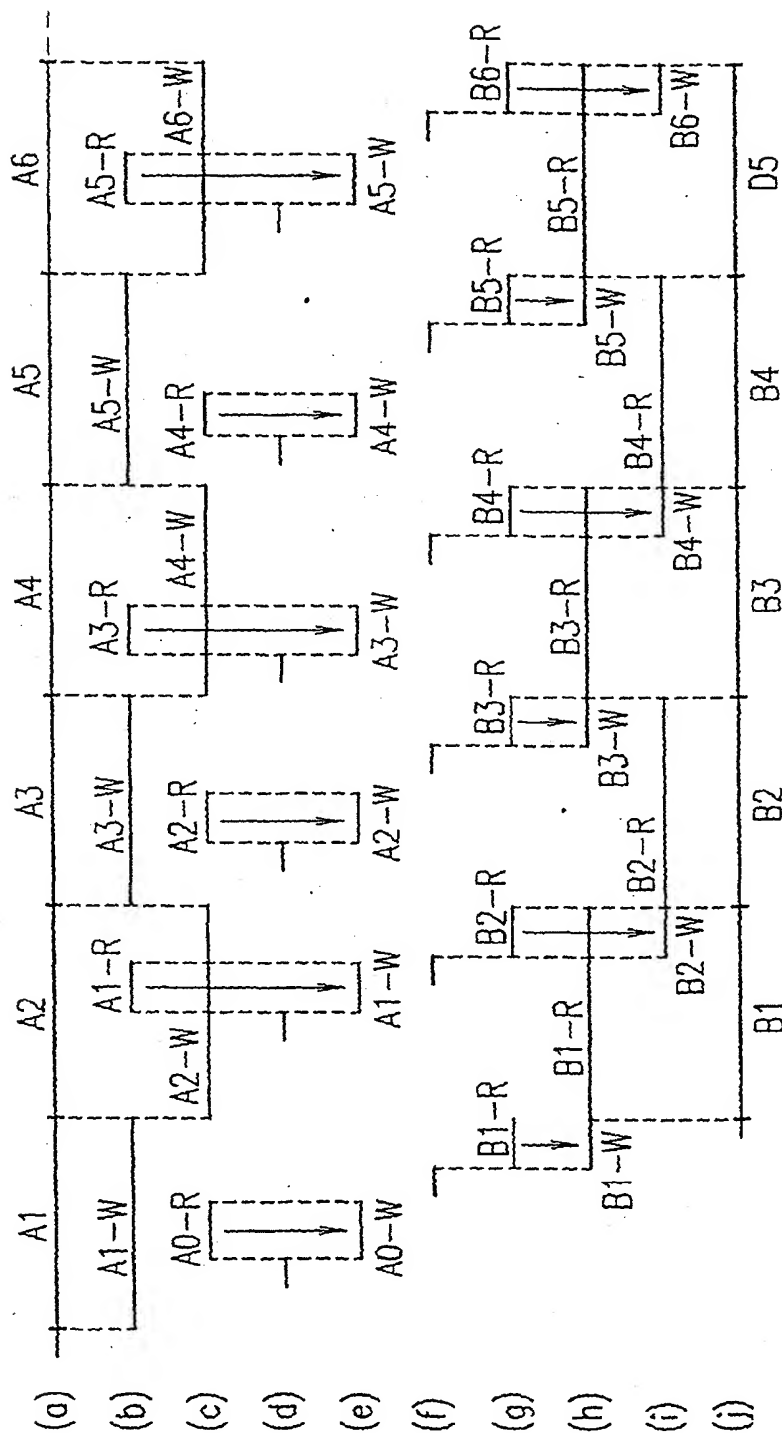 (a) A1 A2 A3 A4 A5 A6
(b) A1-W A1-R A3-W A3-R A5-W A5-R
(c) A0-R A2-W A2-R A4-W A4-R A6-W
(d)
(e) A0-W A1-W A2-W A3-W A4-W A5-W
(f)
(g) B1-R B2-R B3-R B4-R B5-R B6-R
(h) B1-W B1-R B3-W B3-R B5-W B5-R
(i) B2-W B2-R B4-W B4-R B6-W
(j) B1 B2 B3 B4 D5